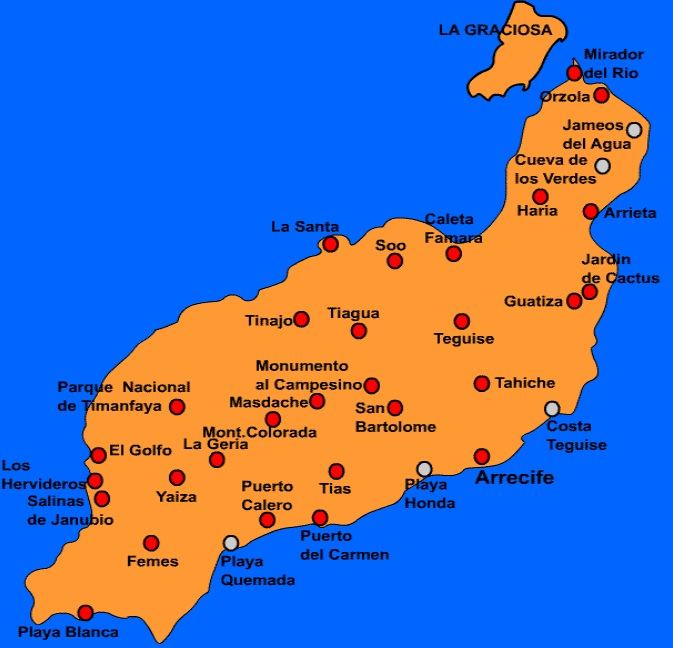 LA GRACIOSA
Mirador
del Rio
Orzola
Jameos
del Agua
Cueva de
los Verdes
Haria
Arrieta
Caleta
Famara
La Santa
Soo
Jardin
de Cactus
Guatiza
Tinajo
Tiagua
Teguise
Monumento
al Campesino
Tahiche
Parque Nacional
de Timanfaya
Masdache
San
Bartolome
Mont.Colorada
Costa
Teguise
La Geria
El Golfo
Los
Hervideros
Yaiza
Tias
Arrecife
Playa
Honda
Salinas
de Janubio
Puerto
Calero
Puerto
del Carmen
Femes
Playa
Quemada
Playa Blanca